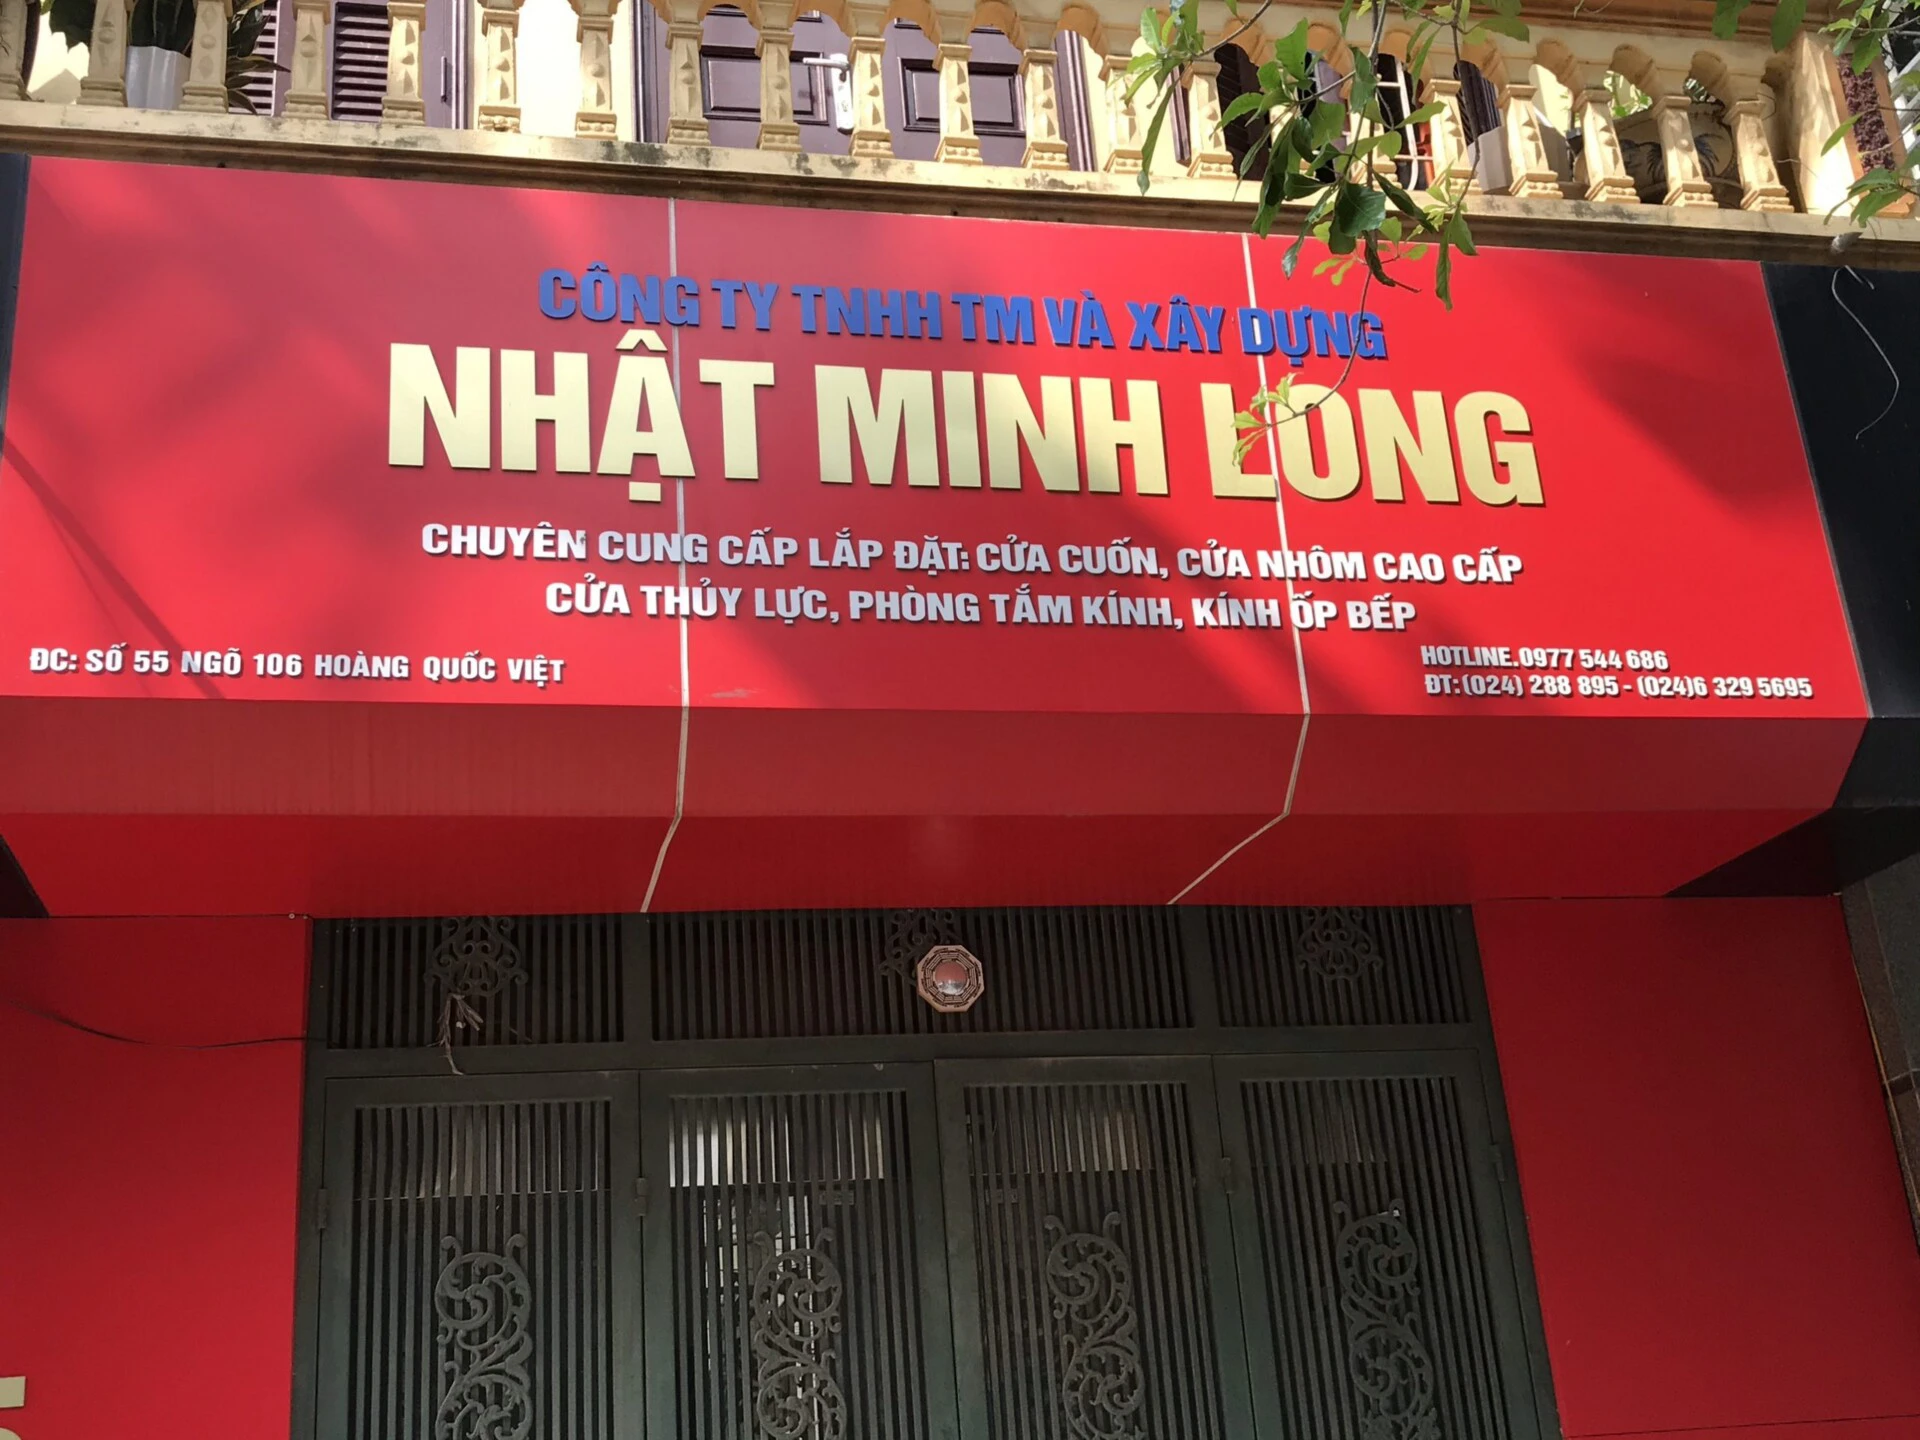 CÔNG TY TNHH TM VÀ XÂY DỰNG
NHẬT MINH LONG
CHUYÊN CUNG CẤP LẮP ĐẶT: CỬA CUỐN, CỬA NHÔM CAO CẤP
CỬA THỦY LỰC, PHÒNG TẮM KÍNH, KÍNH ỐP BẾP
ĐC: SỐ 55 NGÕ 106 HOÀNG QUỐC VIỆT
HOTLINE.0977 544 686
ĐT: (024) 288 895 - (024)6 329 5695